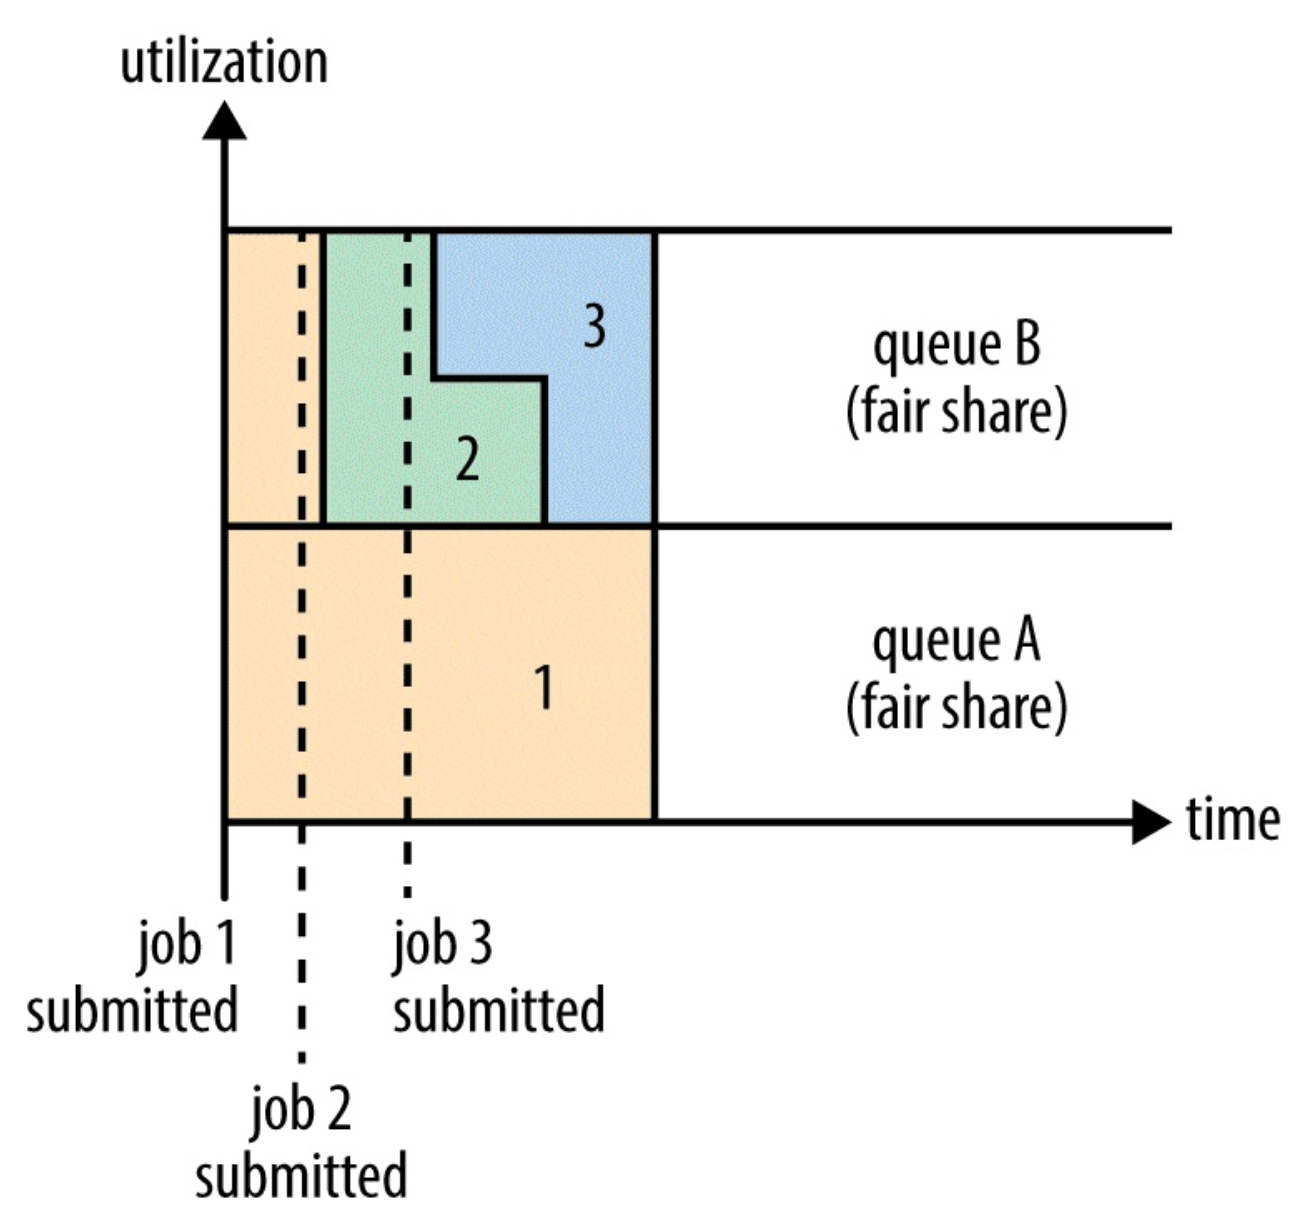 utilization
3
queue B
(fair share)
2
queue A
(fair share)
1
time
job 1
submitted
job 3
submitted
job 2
submitted